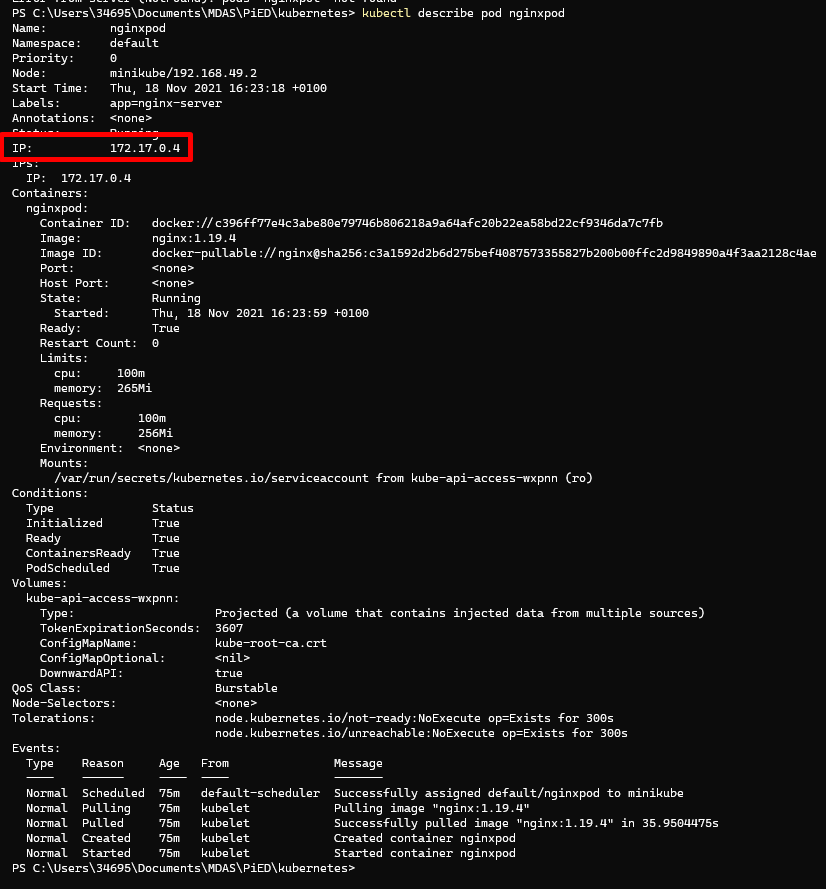 Error from server (NotFound): pods "nginxpot" not found
PS C:\Users\34695\Documents\MDAS\PiED\kubernetes> kubectl describe pod nginxpod
Name:         nginxpod
Namespace:    default
Priority:     0
Node:         minikube/192.168.49.2
Start Time:   Thu, 18 Nov 2021 16:23:18 +0100
Labels:       app=nginx-server
Annotations:  <none>
Status:       Running
IP:           172.17.0.4
IPs:
  IP:  172.17.0.4
Containers:
  nginxpod:
    Container ID:   docker://c396ff77e4c3abe80e79746b806218a9a64afc20b22ea58bd22cf9346da7c7fb
    Image:          nginx:1.19.4
    Image ID:       docker-pullable://nginx@sha256:c3a1592d2b6d275bef4087573355827b200b00ffc2d9849890a4f3aa2128c4ae
    Port:           <none>
    Host Port:      <none>
    State:          Running
      Started:      Thu, 18 Nov 2021 16:23:59 +0100
    Ready:          True
    Restart Count:  0
    Limits:
      cpu:     100m
      memory:  265Mi
    Requests:
      cpu:        100m
      memory:     256Mi
    Environment:  <none>
    Mounts:
      /var/run/secrets/kubernetes.io/serviceaccount from kube-api-access-wxpnn (ro)
Conditions:
  Type              Status
  Initialized       True
  Ready             True
  ContainersReady   True
  PodScheduled      True
Volumes:
  kube-api-access-wxpnn:
    Type:                    Projected (a volume that contains injected data from multiple sources)
    TokenExpirationSeconds:  3607
    ConfigMapName:           kube-root-ca.crt
    ConfigMapOptional:       <nil>
    DownwardAPI:             true
QoS Class:                   Burstable
Node-Selectors:              <none>
Tolerations:                 node.kubernetes.io/not-ready:NoExecute op=Exists for 300s
                             node.kubernetes.io/unreachable:NoExecute op=Exists for 300s
Events:
  Type    Reason     Age   From               Message
  ----    ------     ----  ----               -------
  Normal  Scheduled  75m   default-scheduler  Successfully assigned default/nginxpod to minikube
  Normal  Pulling    75m   kubelet            Pulling image "nginx:1.19.4"
  Normal  Pulled     75m   kubelet            Successfully pulled image "nginx:1.19.4" in 35.9504475s
  Normal  Created    75m   kubelet            Created container nginxpod
  Normal  Started    75m   kubelet            Started container nginxpod
PS C:\Users\34695\Documents\MDAS\PiED\kubernetes>